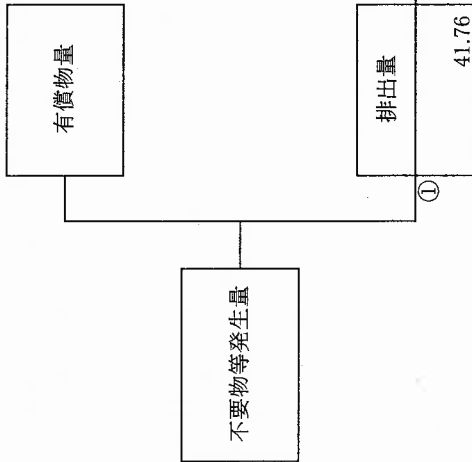 有償物量
不要物等発生量
排出量
①
41.76